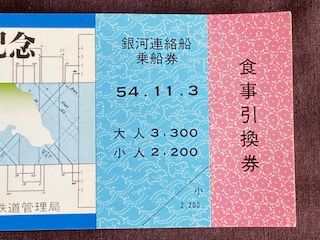 記念
鉄道管理局
銀河連絡船
乗船券
54.11.3
大人 3,300
小人 2,200
小
2,200
食事引換券